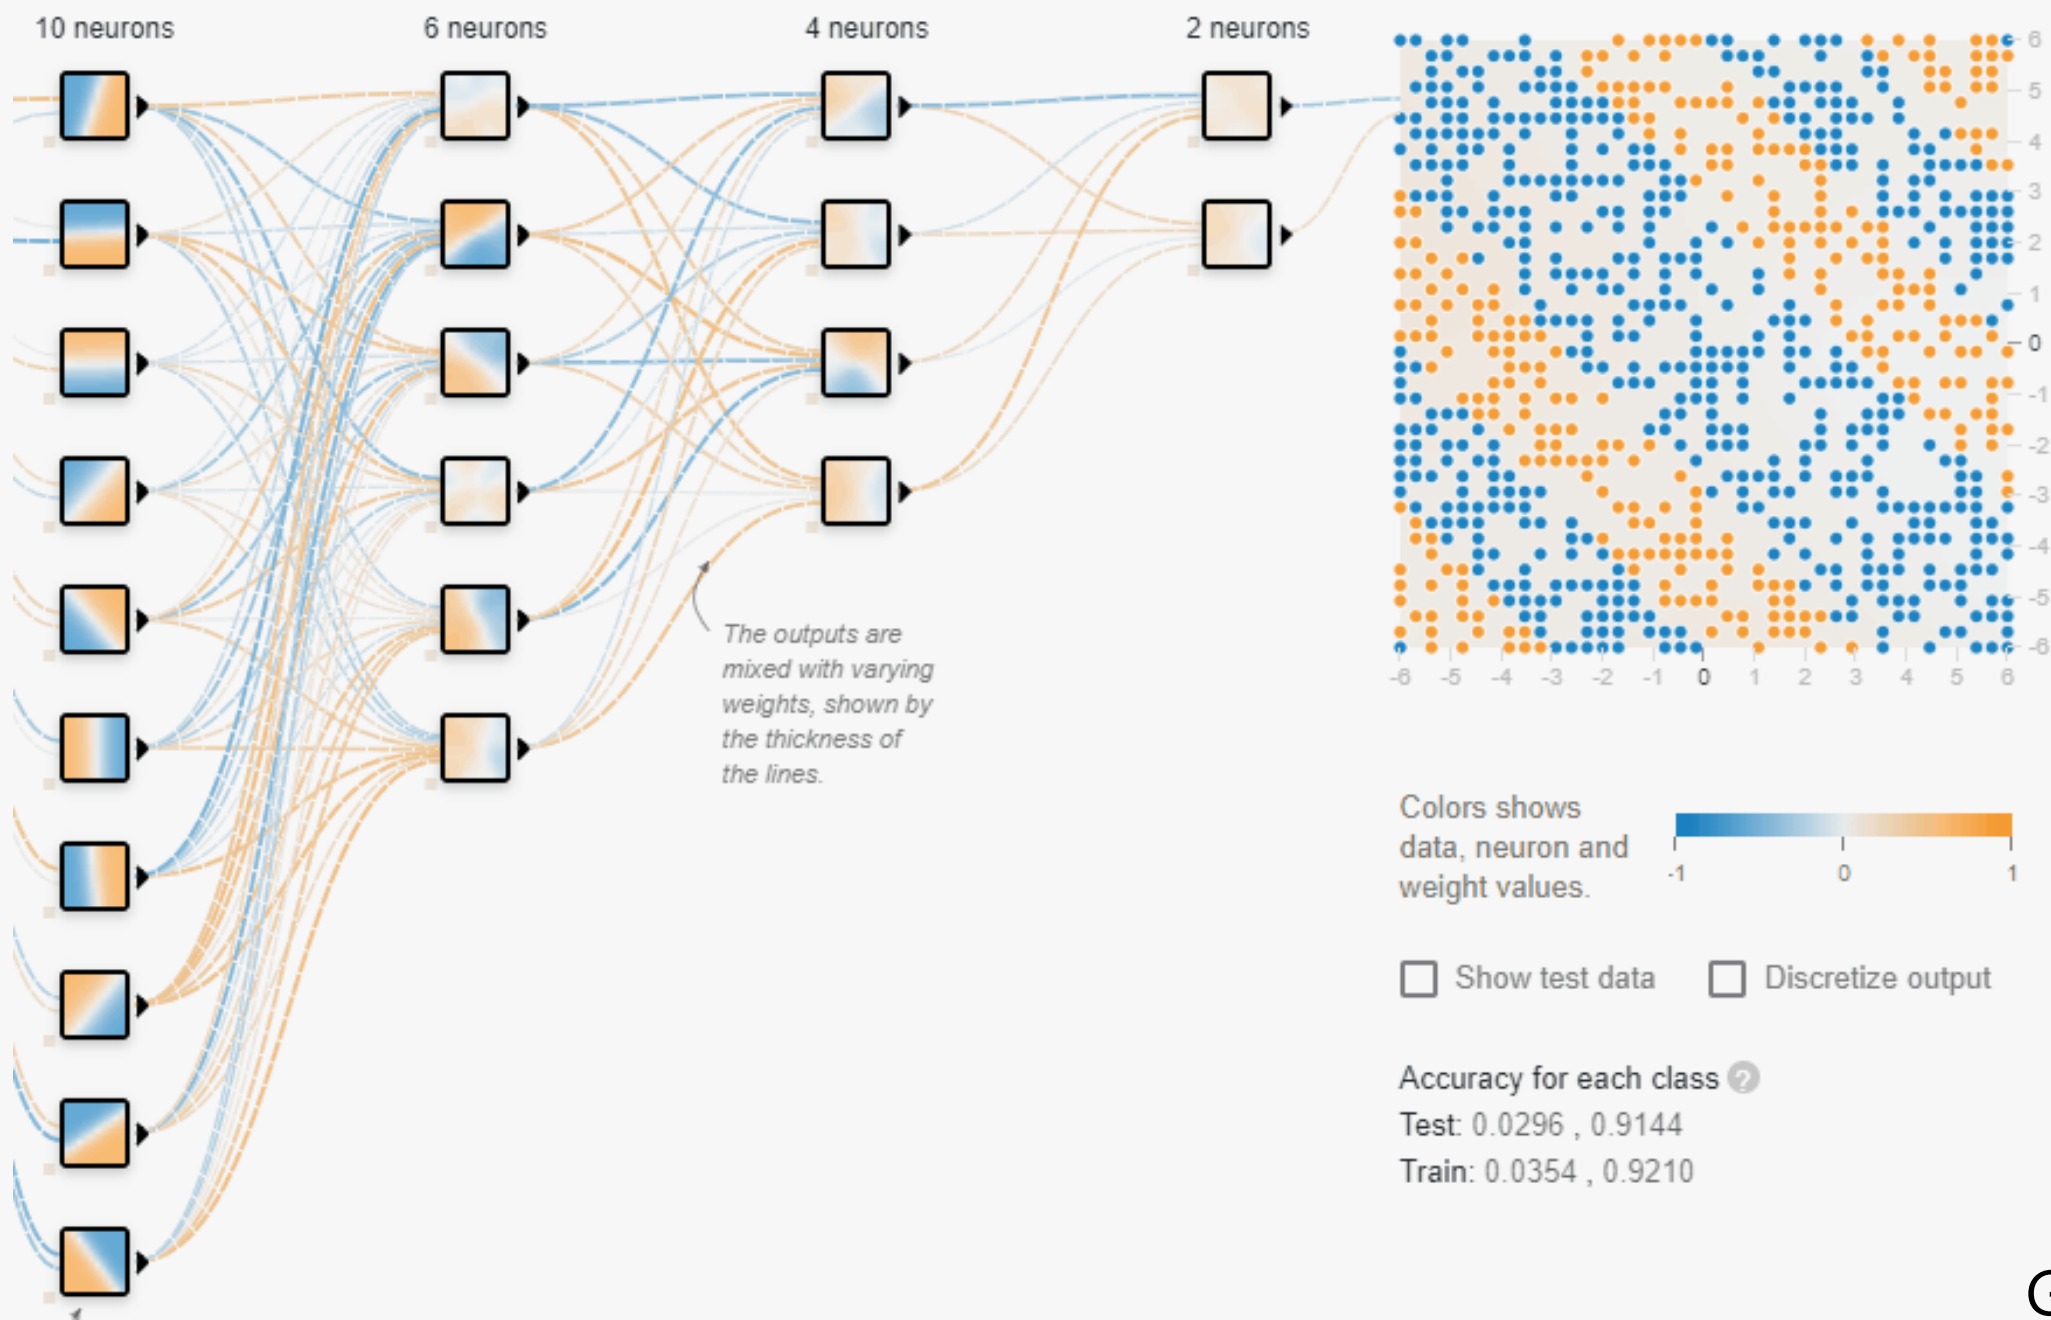 10 neurons
6 neurons
4 neurons
2 neurons
6
5
4
3
2
1
0
-1
-2
-3
-4
-5
-6
-6 -5 -4 -3 -2 -1 0 1 2 3 4 5 6
The outputs are
mixed with varying
weights, shown by
the thickness of
the lines.
Colors shows
data, neuron and
weight values.
-1 0 1
Show test data
Discretize output
Accuracy for each class ?
Test: 0.0296 , 0.9144
Train: 0.0354 , 0.9210